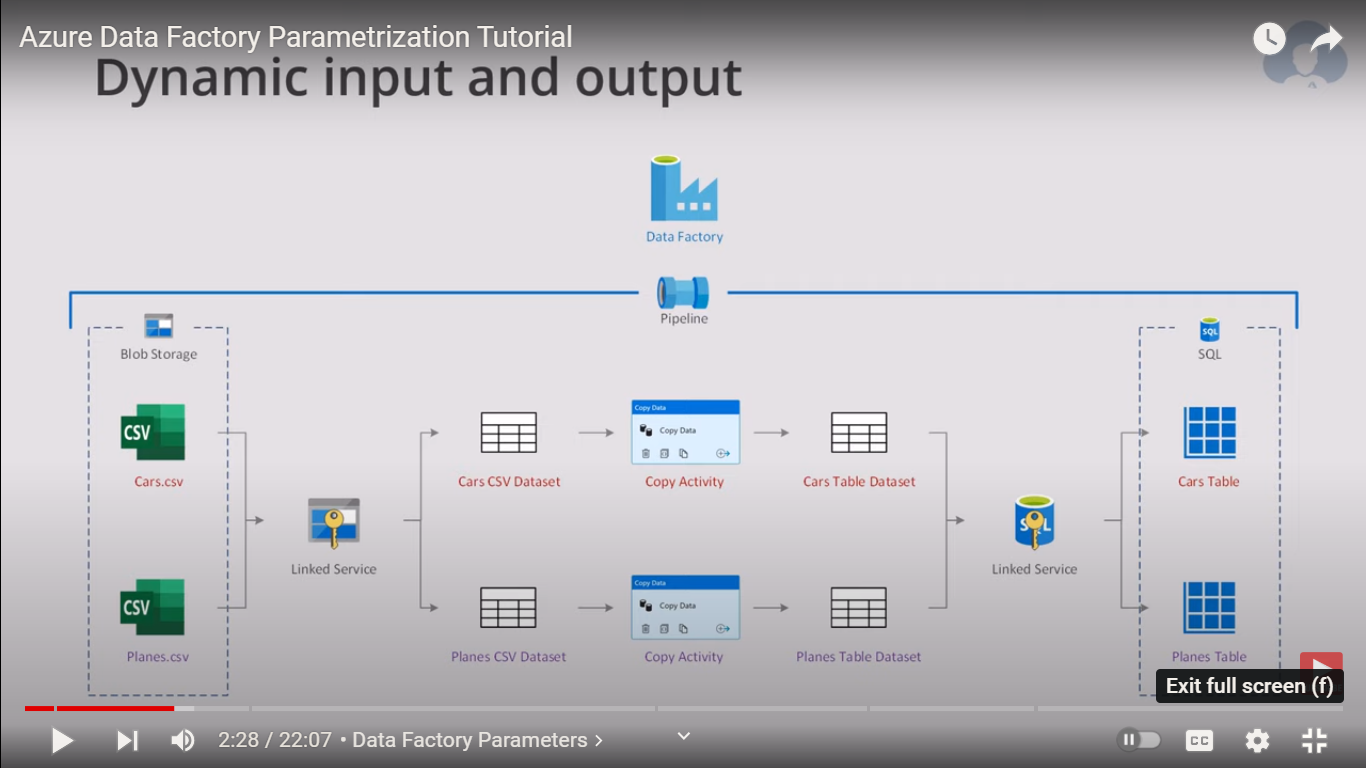 Azure Data Factory Parametrization Tutorial
Dynamic input and output
Data Factory
Pipeline
Blob Storage
SQL
SQL
CSV
Cars.csv
Cars CSV Dataset
Copy Data
Copy Data
Copy Activity
Cars Table Dataset
Cars Table
Linked Service
SQL
Linked Service
CSV
Planes.csv
Planes CSV Dataset
Copy Data
Copy Data
Copy Activity
Planes Table Dataset
Planes Table
Exit full screen (f)
2:28 / 22:07 • Data Factory Parameters >
CC